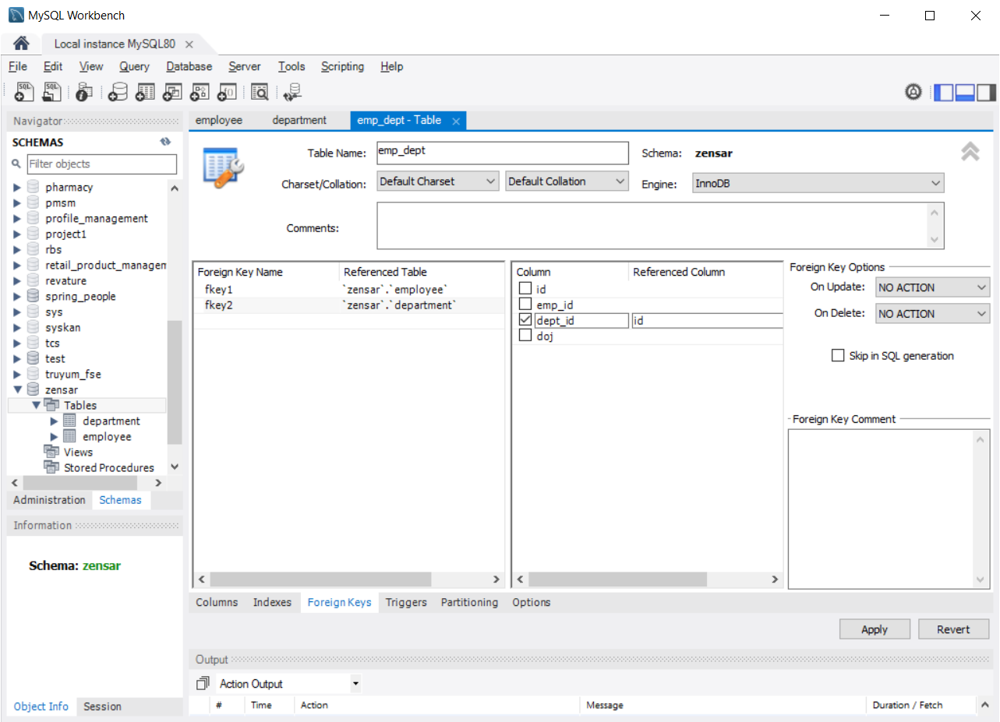 MySQL Workbench
Local instance MySQL80
File Edit View Query Database Server Tools Scripting Help
SQL SQL
Navigator
SCHEMAS
Filter objects
pharmacy
pmsm
profile_management
project1
rbs
retail_product_managem
revature
spring_people
sys
syskan
tcs
test
truyum_fse
zensar
Tables
department
employee
Views
Stored Procedures
Administration Schemas
Information
Schema: zensar
Object Info Session
employee department emp_dept - Table
Table Name: emp_dept Schema: zensar
Charset/Collation: Default Charset Default Collation Engine: InnoDB
Comments:
Foreign Key Name Referenced Table
fkey1 `zensar`.`employee`
fkey2 `zensar`.`department`
Column Referenced Column
id
emp_id
dept_id id
doj
Foreign Key Options
On Update: NO ACTION
On Delete: NO ACTION
Skip in SQL generation
Foreign Key Comment
Columns Indexes Foreign Keys Triggers Partitioning Options
Apply Revert
Output
Action Output
# Time Action Message Duration / Fetch